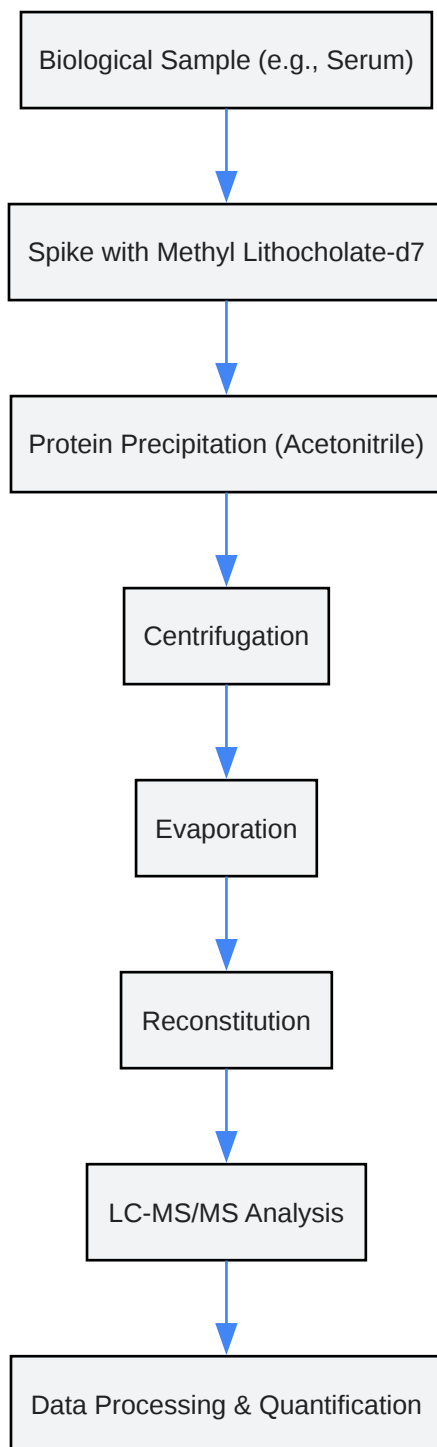 Biological Sample (e.g., Serum)
Spike with Methyl Lithocholate-d7
Protein Precipitation (Acetonitrile)
Centrifugation
Evaporation
Reconstitution
LC-MS/MS Analysis
Data Processing & Quantification